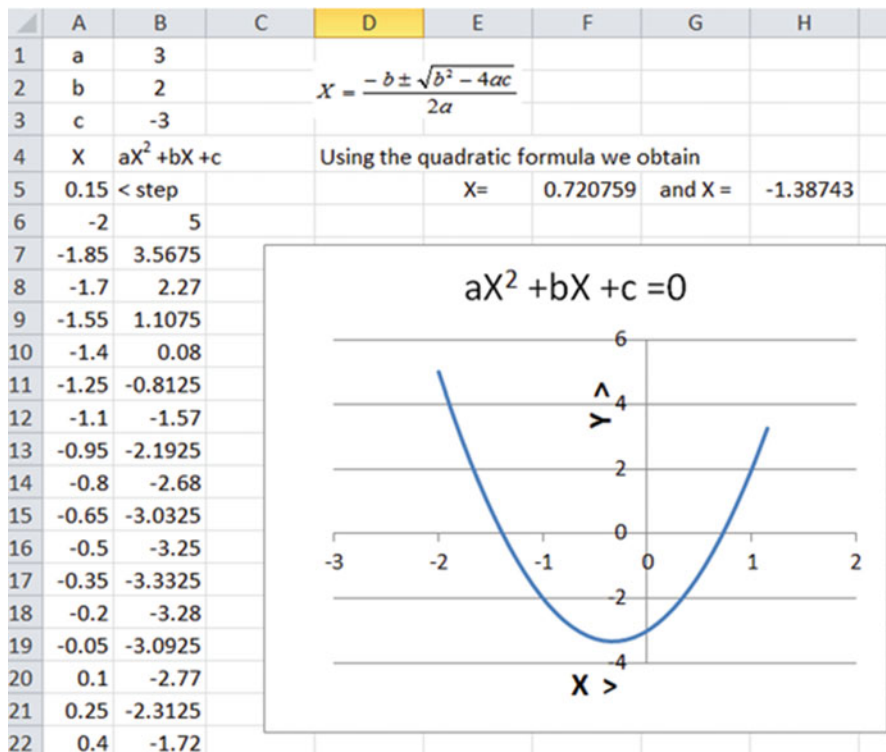 A B C D E F G H
1 a 3
2 b 2 X = −b ± √b² − 4ac / 2a
3 c -3
4 X aX² +bX +c Using the quadratic formula we obtain
5 0.15 < step X= 0.720759 and X = -1.38743
6 -2 5
7 -1.85 3.5675
8 -1.7 2.27
9 -1.55 1.1075
10 -1.4 0.08
11 -1.25 -0.8125
12 -1.1 -1.57
13 -0.95 -2.1925
14 -0.8 -2.68
15 -0.65 -3.0325
16 -0.5 -3.25
17 -0.35 -3.3325
18 -0.2 -3.28
19 -0.05 -3.0925
20 0.1 -2.77
21 0.25 -2.3125
22 0.4 -1.72
aX² +bX +c =0
6
4
2
0
-2
-4
Y >
-3 -2 -1 0 1 2
X >